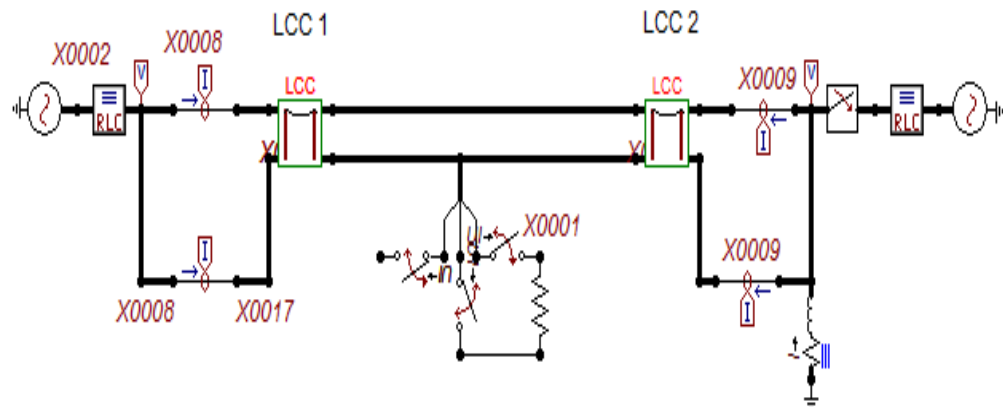 LCC 1
LCC 2
X0002
X0008
LCC
LCC
X0009
V
I
V
RLC
I
RLC
X0001
I
X0009
I
X0008
X0017